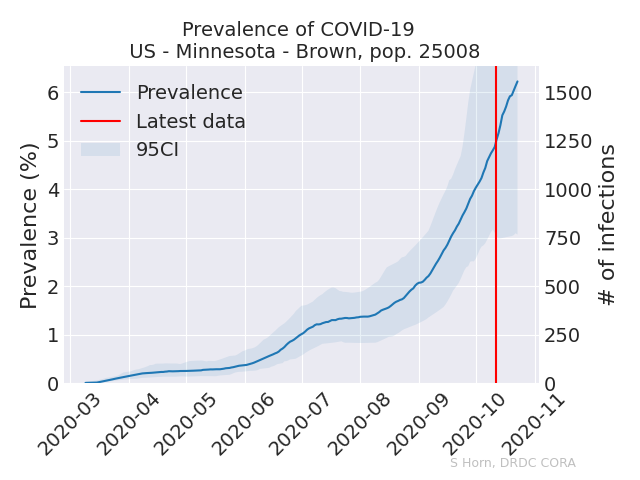 Prevalence of COVID-19
US - Minnesota - Brown, pop. 25008
Prevalence
Latest data
95CI
Prevalence (%)
6
5
4
3
2
1
0
1500
1250
1000
750
500
250
0
# of infections
2020-03
2020-04
2020-05
2020-06
2020-07
2020-08
2020-09
2020-10
2020-11
S Horn, DRDC CORA